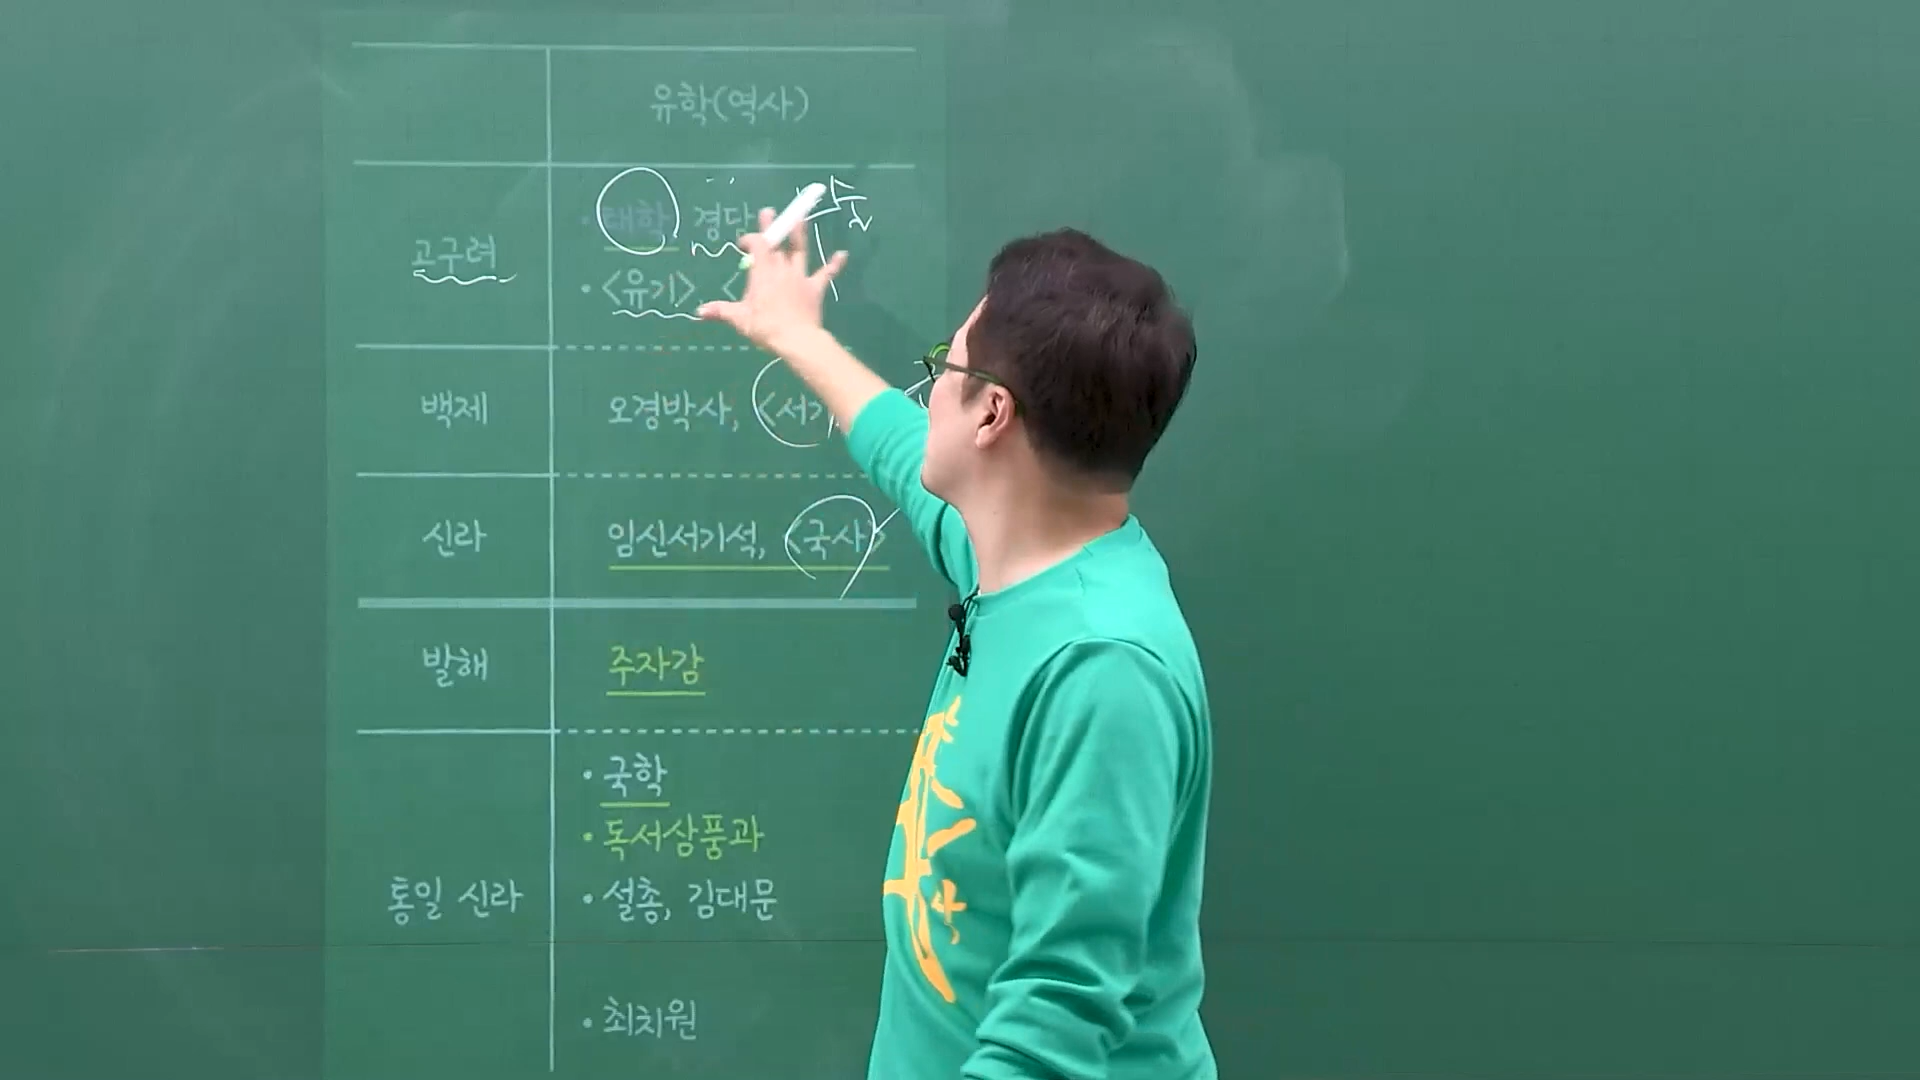 유학(역사)
고구려
• 태학, 경담
• <유기>, <
백제
오경박사, <서기
신라
임신서기석, <국사>
발해
주자감
통일 신라
• 국학
• 독서삼품과
• 설총, 김대문
• 최치원